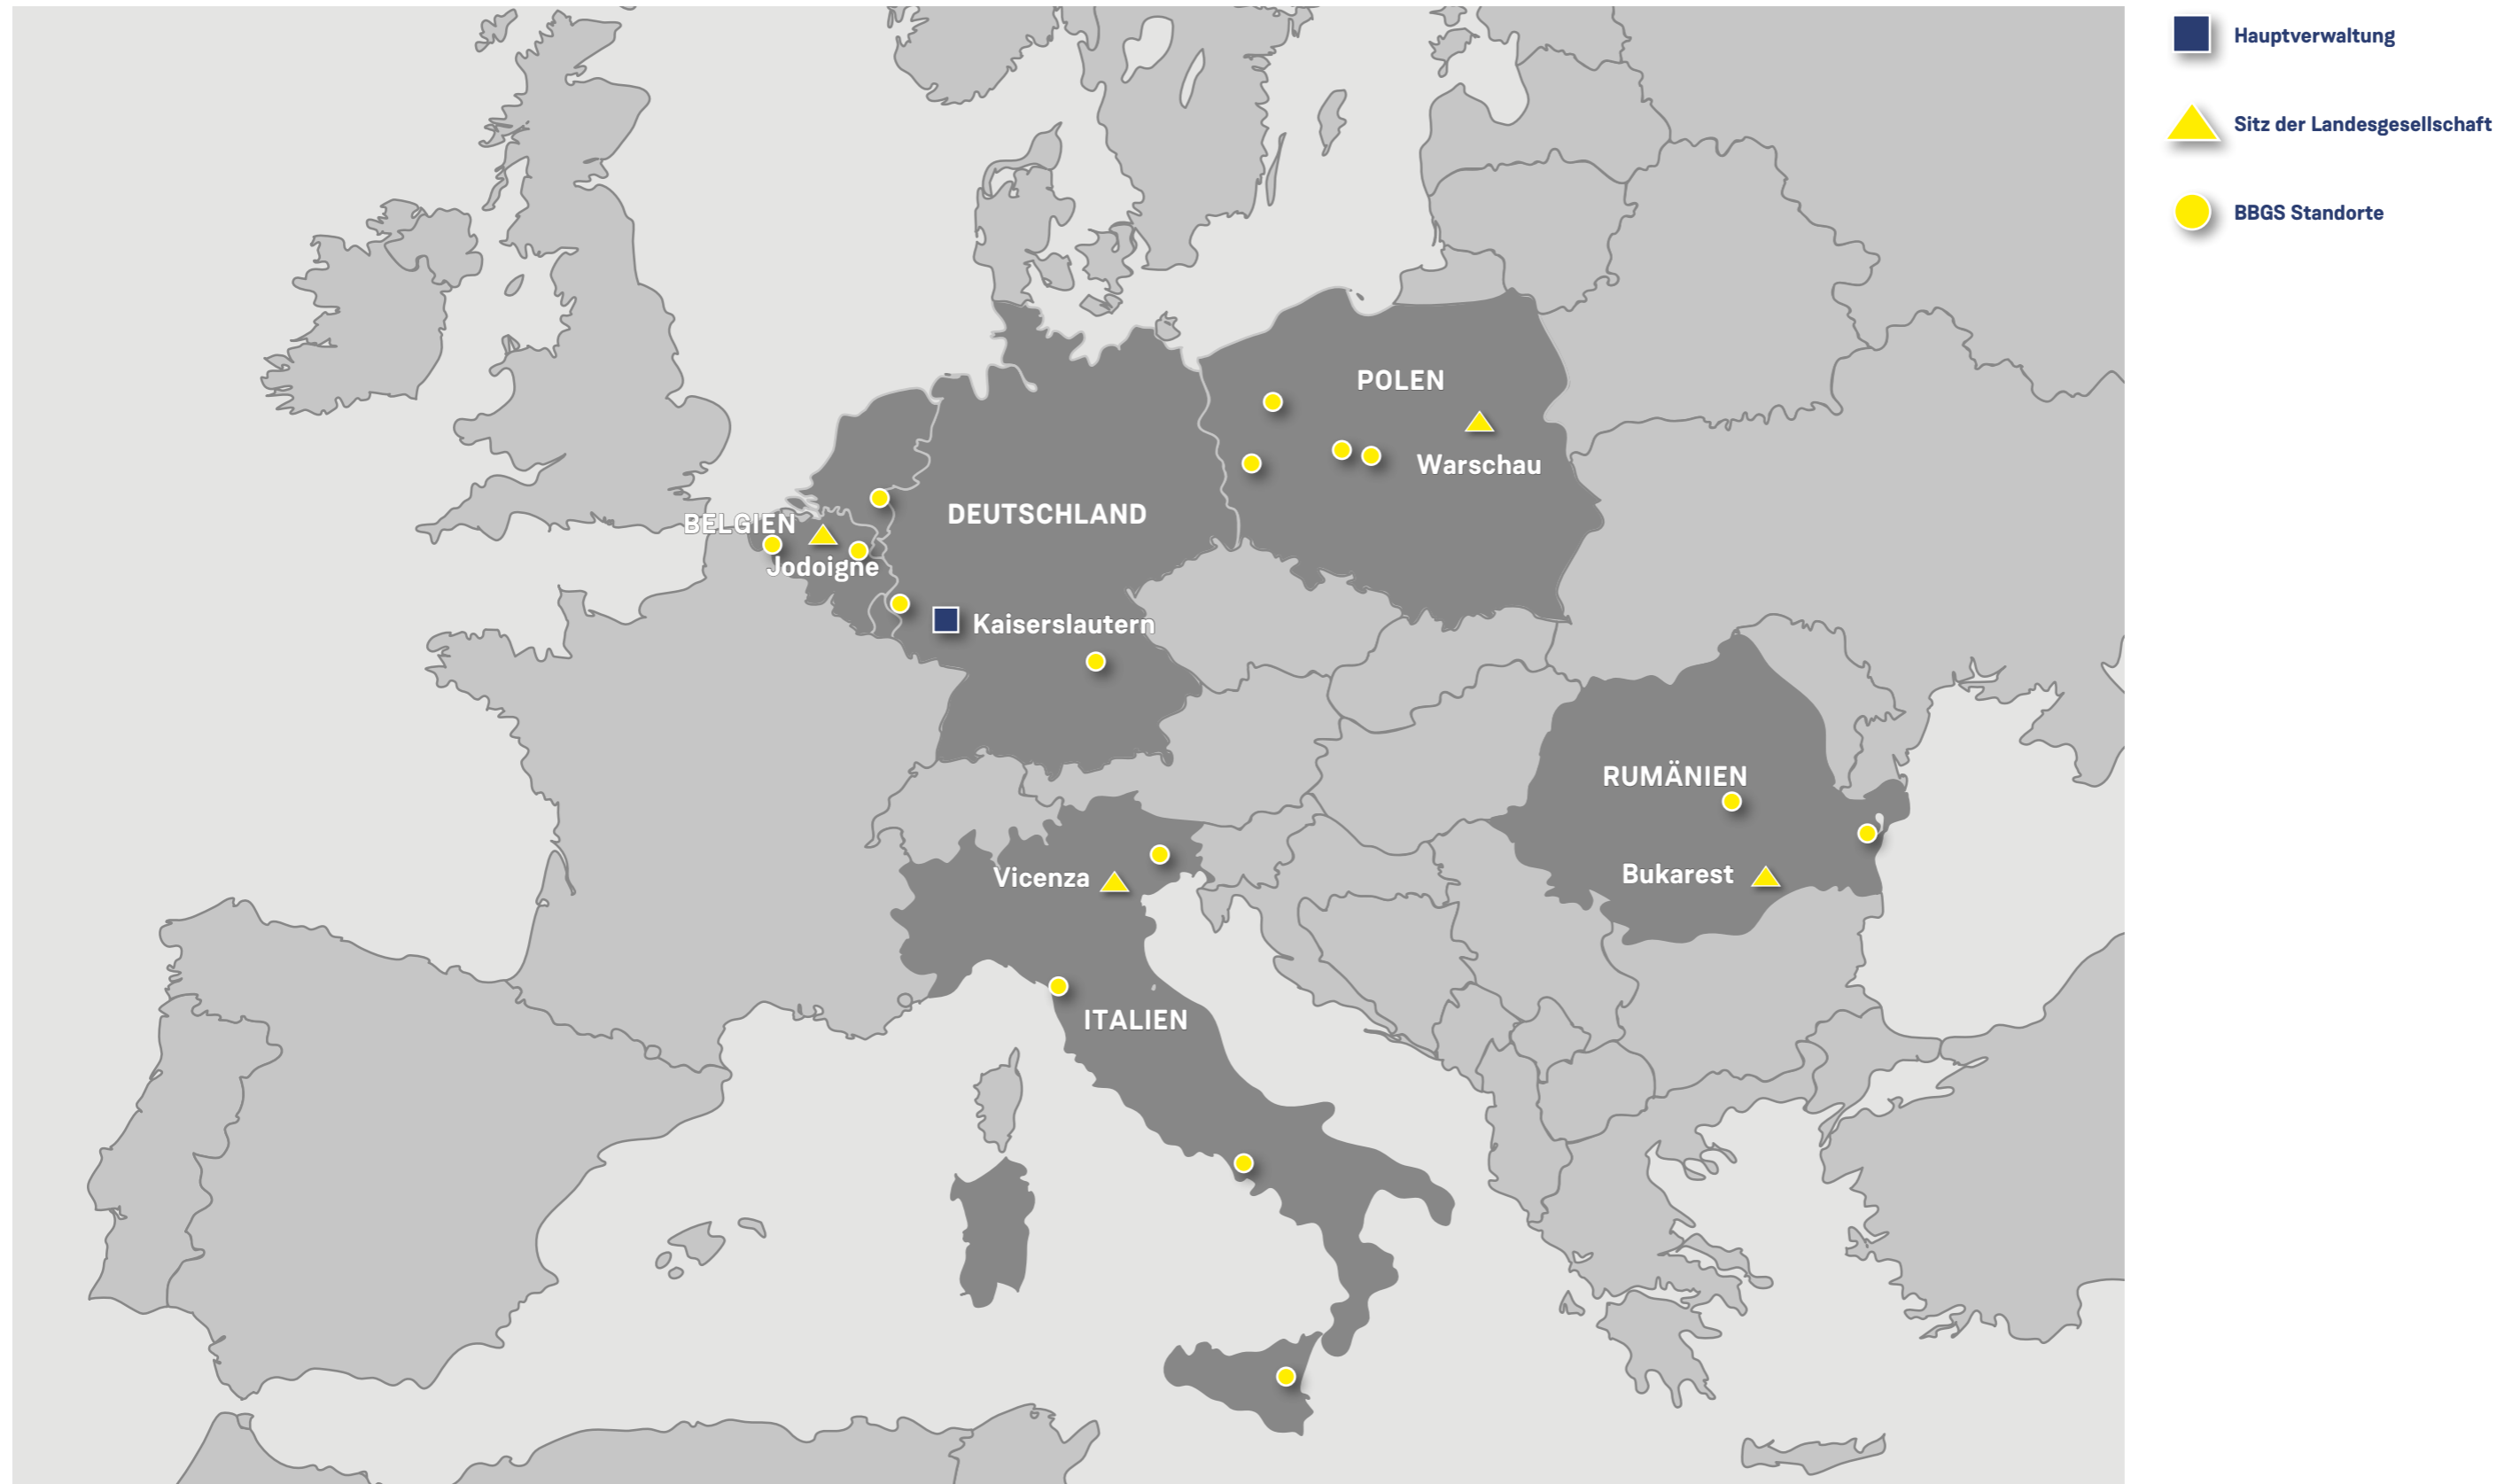 Hauptverwaltung
Sitz der Landesgesellschaft
BBGS Standorte
POLEN
Warschau
DEUTSCHLAND
BELGIEN
Jodoigne
Kaiserslautern
RUMÄNIEN
Bukarest
Vicenza
ITALIEN